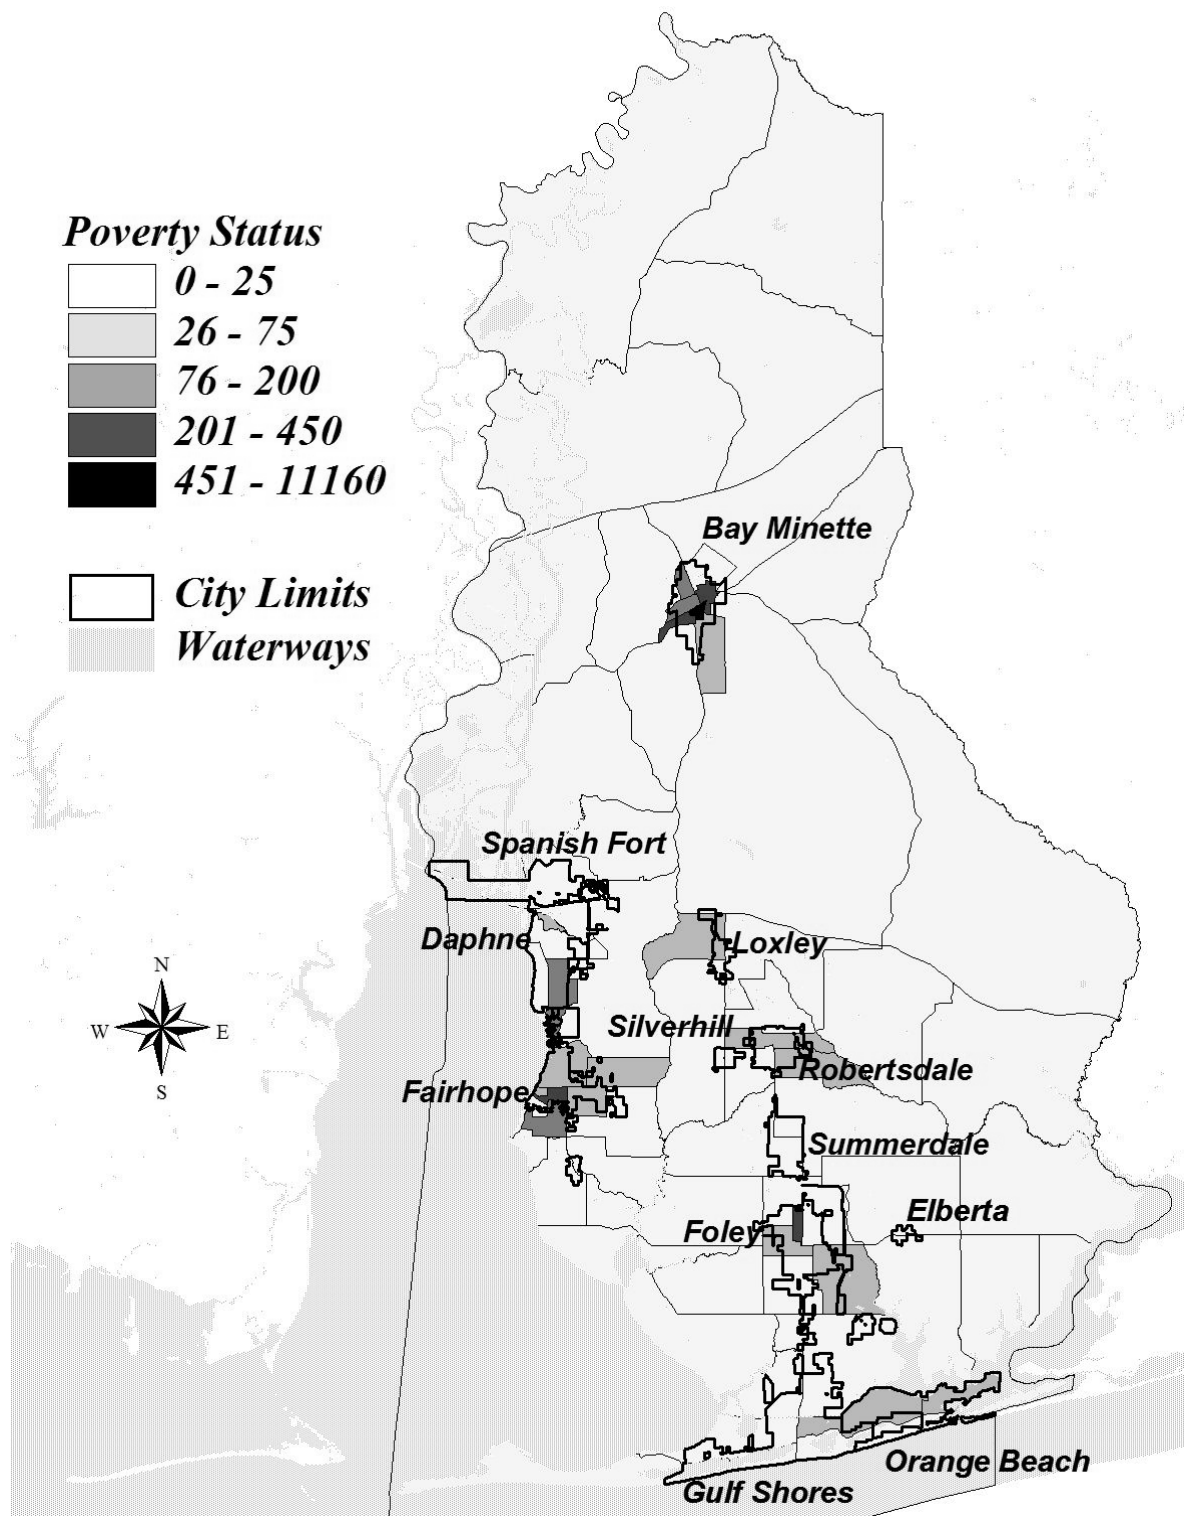 Poverty Status
0 - 25
26 - 75
76 - 200
201 - 450
451 - 11160
City Limits
Waterways
Bay Minette
Spanish Fort
Daphne
Loxley
N
W
E
S
Silverhill
Robertsdale
Fairhope
Summerdale
Elberta
Foley
Orange Beach
Gulf Shores